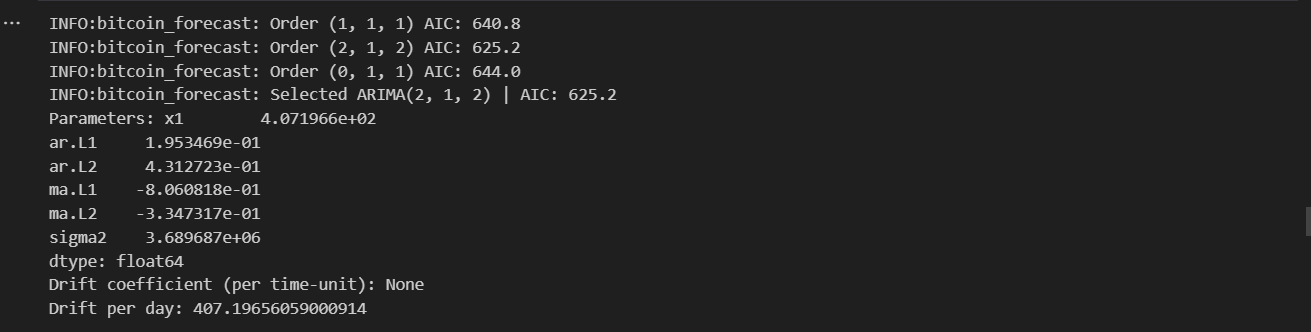 INFO:bitcoin_forecast: Order (1, 1, 1) AIC: 640.8
INFO:bitcoin_forecast: Order (2, 1, 2) AIC: 625.2
INFO:bitcoin_forecast: Order (0, 1, 1) AIC: 644.0
INFO:bitcoin_forecast: Selected ARIMA(2, 1, 2) | AIC: 625.2
Parameters: x1        4.071966e+02
ar.L1     1.953469e-01
ar.L2     4.312723e-01
ma.L1    -8.060818e-01
ma.L2    -3.347317e-01
sigma2    3.689687e+06
dtype: float64
Drift coefficient (per time-unit): None
Drift per day: 407.19656059000914